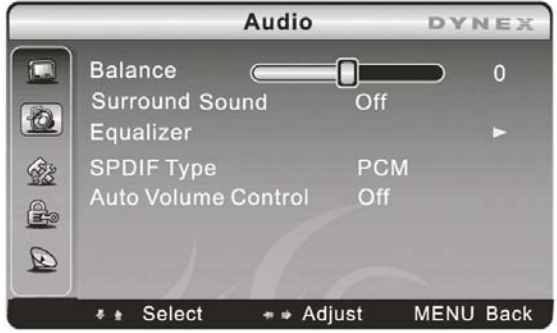 Audio DYNEX
Balance 0
Surround Sound Off
Equalizer
SPDIF Type PCM
Auto Volume Control Off
Select Adjust MENU Back